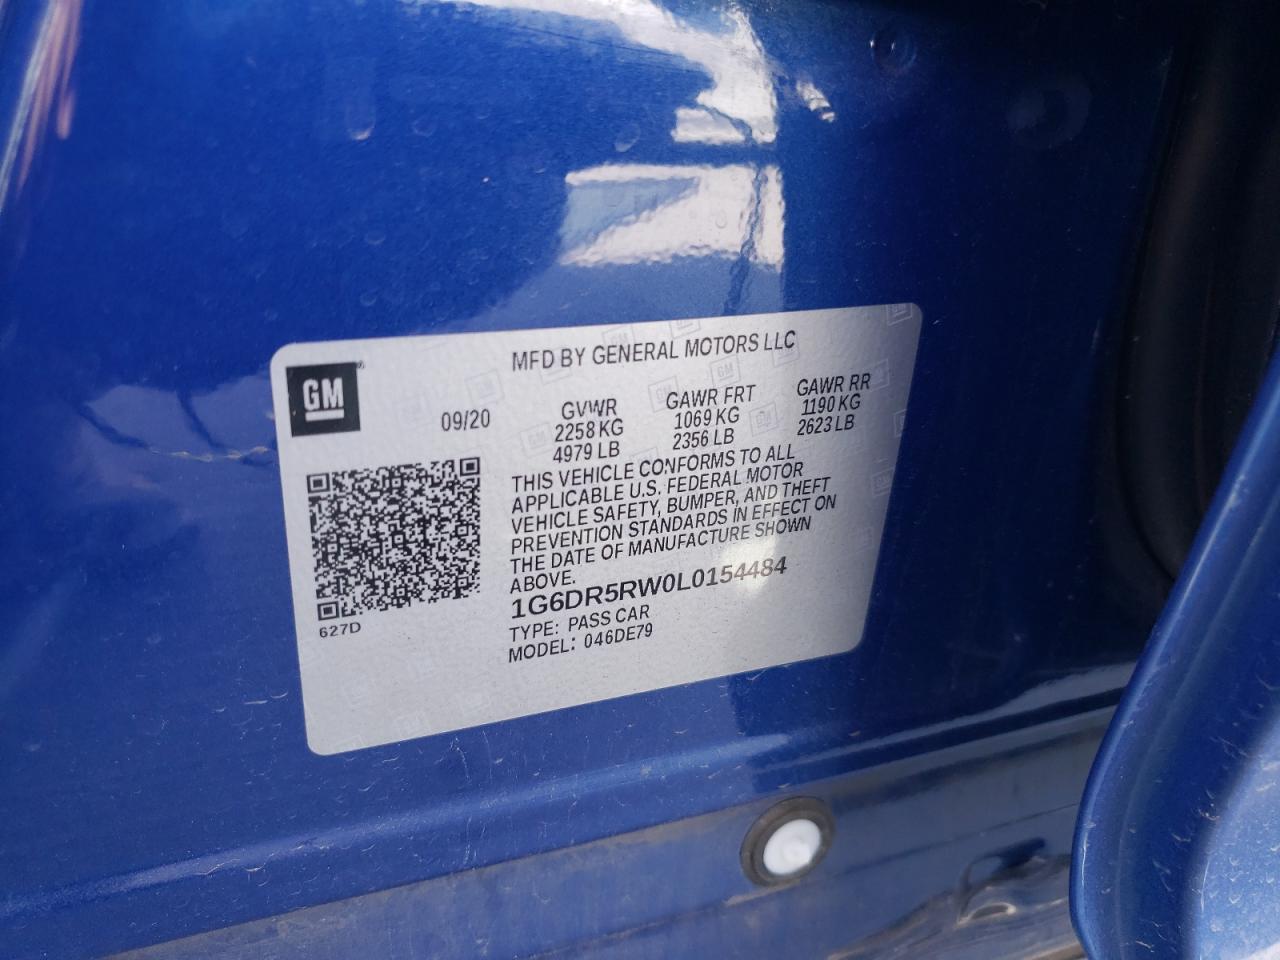 MFD BY GENERAL MOTORS LLC
GM
09/20
GVWR
2258 KG
4979 LB
GAWR FRT
1069 KG
2356 LB
GAWR RR
1190 KG
2623 LB
THIS VEHICLE CONFORMS TO ALL
APPLICABLE U.S. FEDERAL MOTOR
VEHICLE SAFETY, BUMPER, AND THEFT
PREVENTION STANDARDS IN EFFECT ON
THE DATE OF MANUFACTURE SHOWN
ABOVE.
1G6DR5RW0L0154484
TYPE: PASS CAR
MODEL: 046DE79
627D